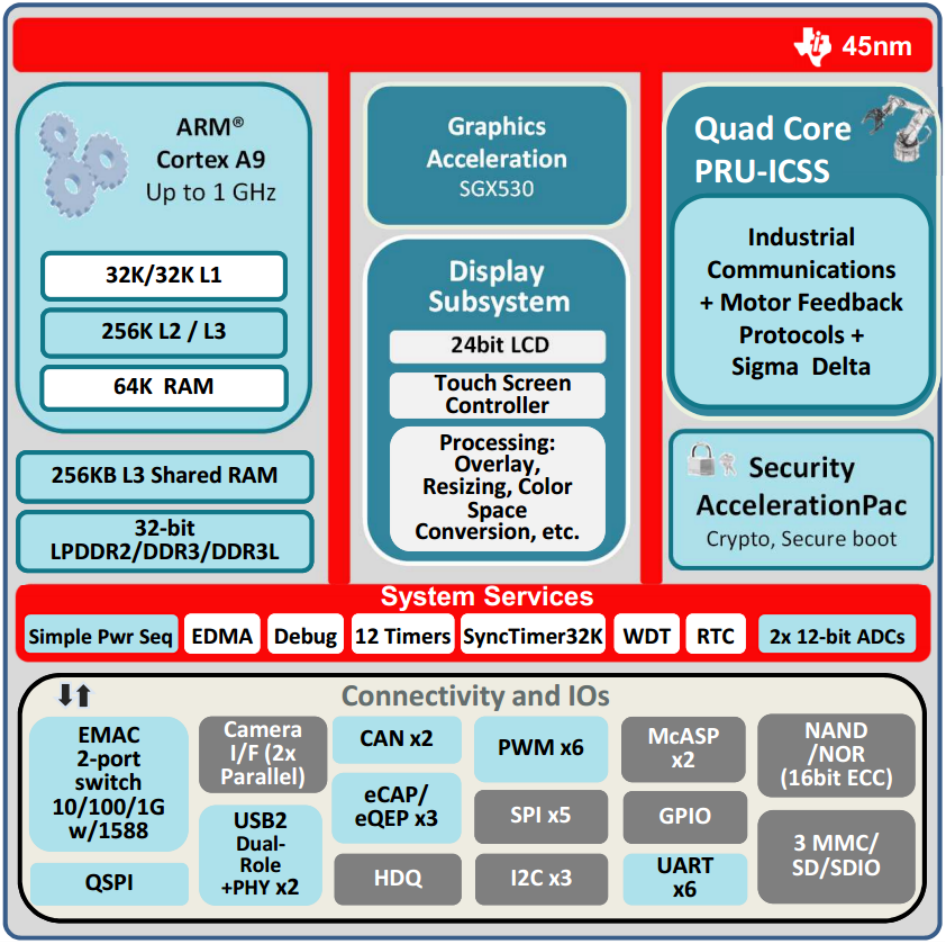 45nm
ARM®
Cortex A9
Up to 1 GHz
32K/32K L1
256K L2 / L3
64K RAM
256KB L3 Shared RAM
32-bit
LPDDR2/DDR3/DDR3L
Graphics
Acceleration
SGX530
Display
Subsystem
24bit LCD
Touch Screen
Controller
Processing:
Overlay,
Resizing, Color
Space
Conversion, etc.
Quad Core
PRU-ICSS
Industrial
Communications
+ Motor Feedback
Protocols +
Sigma Delta
Security
AccelerationPac
Crypto, Secure boot
System Services
Simple Pwr Seq
EDMA
Debug
12 Timers
SyncTimer32K
WDT
RTC
2x 12-bit ADCs
Connectivity and IOs
EMAC
2-port
switch
10/100/1G
w/1588
QSPI
Camera
I/F (2x
Parallel)
USB2
Dual-
Role
+PHY x2
CAN x2
eCAP/
eQEP x3
HDQ
PWM x6
SPI x5
I2C x3
McASP
x2
GPIO
UART
x6
NAND
/NOR
(16bit ECC)
3 MMC/
SD/SDIO